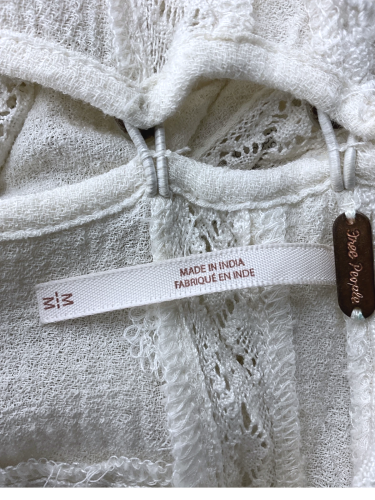 MADE IN INDIA
FABRIQUÉ EN INDE
M
M
Free People